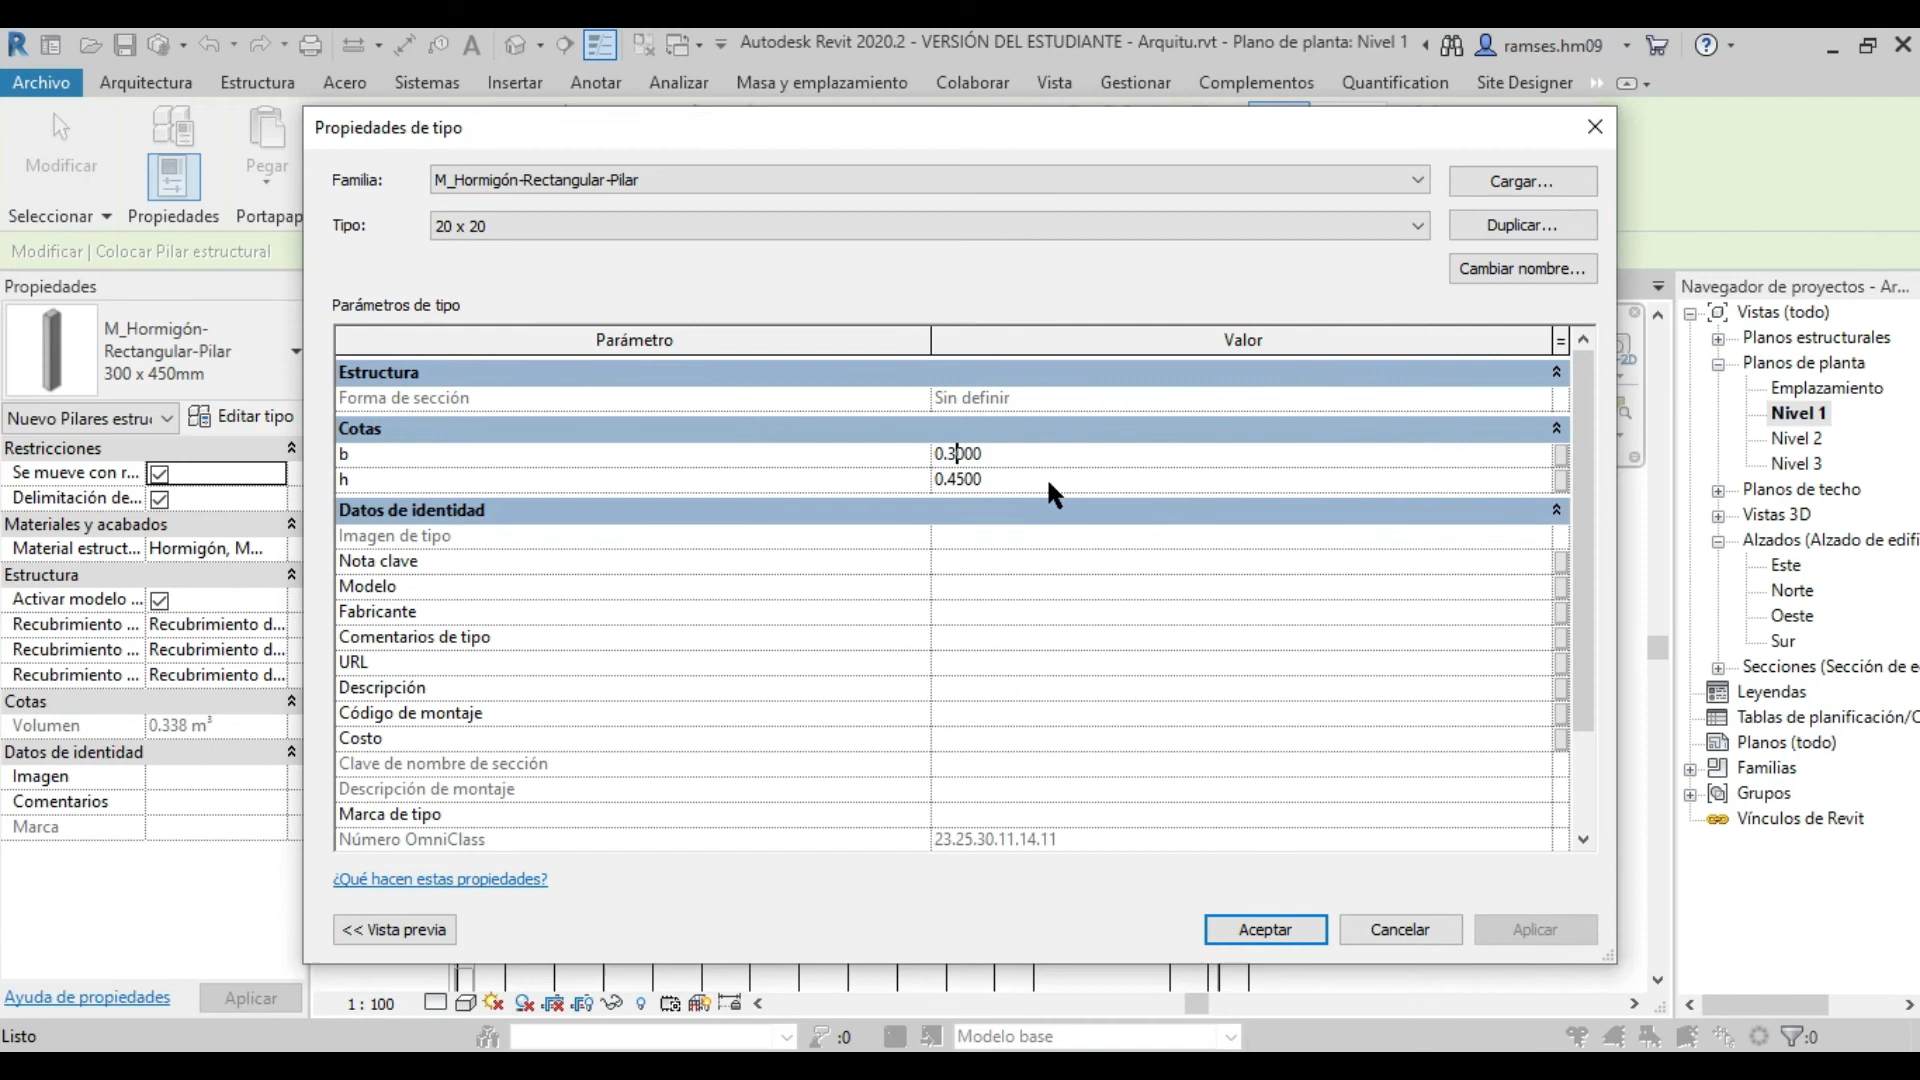 Autodesk Revit 2020.2 - VERSIÓN DEL ESTUDIANTE - Arquitu.rvt - Plano de planta: Nivel 1
ramses.hm09
Archivo Arquitectura Estructura Acero Sistemas Insertar Anotar Analizar Masa y emplazamiento Colaborar Vista Gestionar Complementos Quantification Site Designer
Modificar
Pegar
Seleccionar Propiedades Portapap
Modificar | Colocar Pilar estructural
Propiedades
M_Hormigón-
Rectangular-Pilar
300 x 450mm
Nuevo Pilares estru
Editar tipo
Restricciones
Se mueve con r...
Delimitación de...
Materiales y acabados
Material estruct... Hormigón, M...
Estructura
Activar modelo ...
Recubrimiento ... Recubrimiento d...
Recubrimiento ... Recubrimiento d...
Recubrimiento ... Recubrimiento d...
Cotas
Volumen 0.338 m³
Datos de identidad
Imagen
Comentarios
Marca
Ayuda de propiedades Aplicar
Propiedades de tipo
Familia: M_Hormigón-Rectangular-Pilar Cargar...
Tipo: 20 x 20 Duplicar...
Cambiar nombre...
Parámetros de tipo
Parámetro Valor =
Estructura
Forma de sección Sin definir
Cotas
b 0.3000
h 0.4500
Datos de identidad
Imagen de tipo
Nota clave
Modelo
Fabricante
Comentarios de tipo
URL
Descripción
Código de montaje
Costo
Clave de nombre de sección
Descripción de montaje
Marca de tipo
Número OmniClass 23.25.30.11.14.11
¿Qué hacen estas propiedades?
<< Vista previa Aceptar Cancelar Aplicar
Navegador de proyectos - Ar...
Vistas (todo)
Planos estructurales
Planos de planta
Emplazamiento
Nivel 1
Nivel 2
Nivel 3
Planos de techo
Vistas 3D
Alzados (Alzado de edifi
Este
Norte
Oeste
Sur
Secciones (Sección de e
Leyendas
Tablas de planificación/C
Planos (todo)
Familias
Grupos
Vínculos de Revit
1 : 100
Listo :0 Modelo base :0